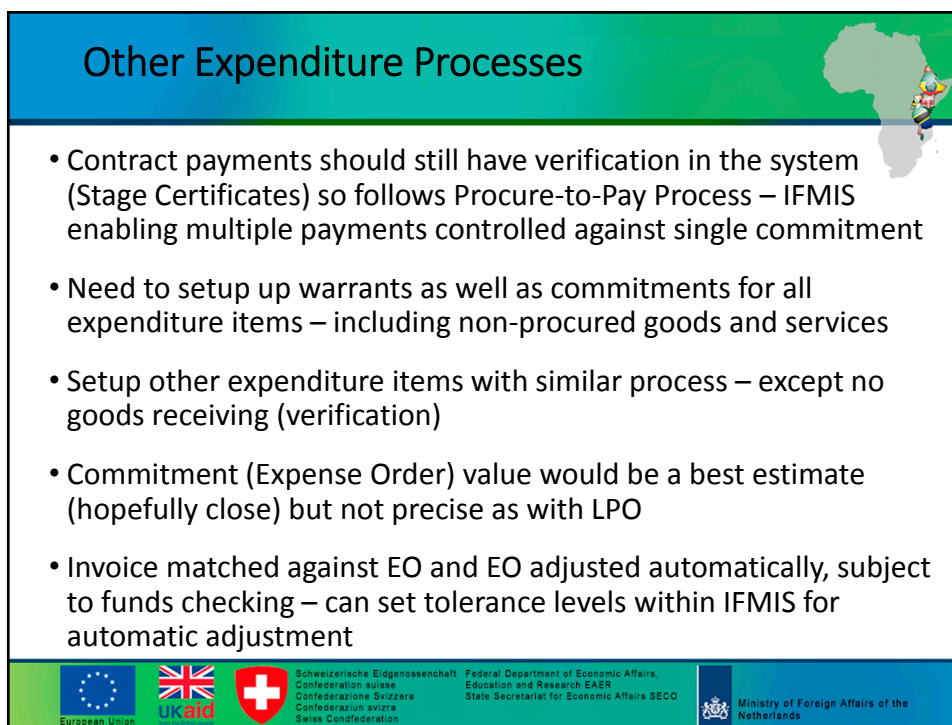 Other Expenditure Processes
• Contract payments should still have verification in the system
(Stage Certificates) so follows Procure-to-Pay Process – IFMIS
enabling multiple payments controlled against single commitment
• Need to setup up warrants as well as commitments for all
expenditure items – including non-procured goods and services
• Setup other expenditure items with similar process – except no
goods receiving (verification)
• Commitment (Expense Order) value would be a best estimate
(hopefully close) but not precise as with LPO
• Invoice matched against EO and EO adjusted automatically, subject
to funds checking – can set tolerance levels within IFMIS for
automatic adjustment
European Union
UKaid
from the British people
Schweizerische Eidgenossenschaft
Confederation suisse
Confederazione Svizzera
Confederaziun svizra
Swiss Condfederation
Federal Department of Economic Affairs,
Education and Research EAER
State Secretariat for Economic Affairs SECO
Ministry of Foreign Affairs of the
Netherlands